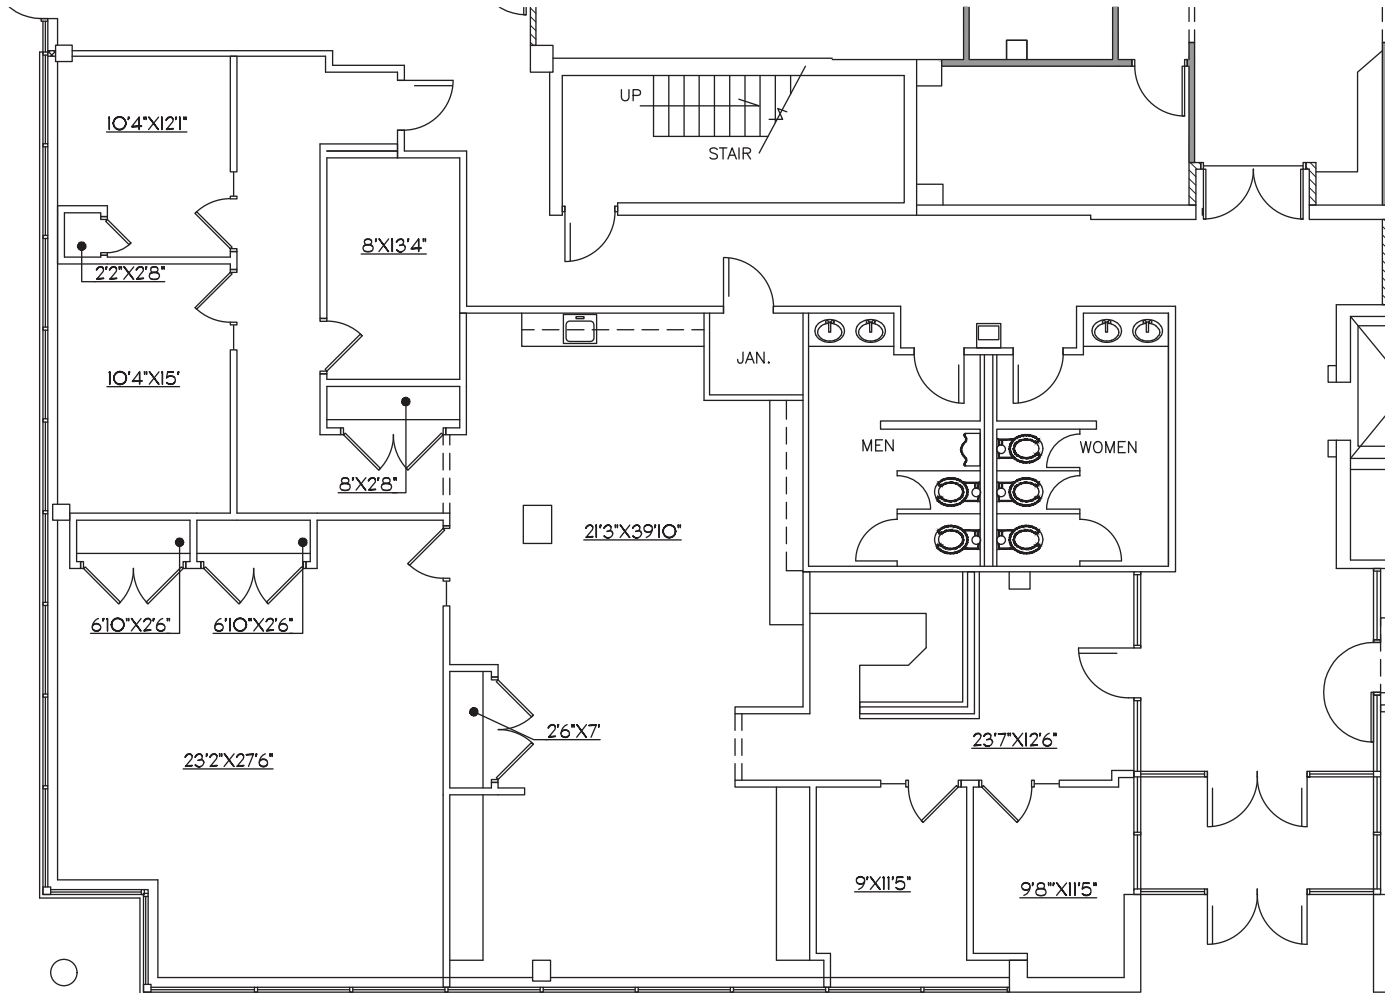 UP
10'4"X12'1"
STAIR
8'X13'4"
2'2"X2'8"
JAN.
10'4"X15'
MEN
WOMEN
8'X2'8"
21'3"X39'10"
6'10"X2'6"
6'10"X2'6"
2'6"X7'
23'7"X12'6"
23'2"X27'6"
9'X11'5"
9'8"X11'5"